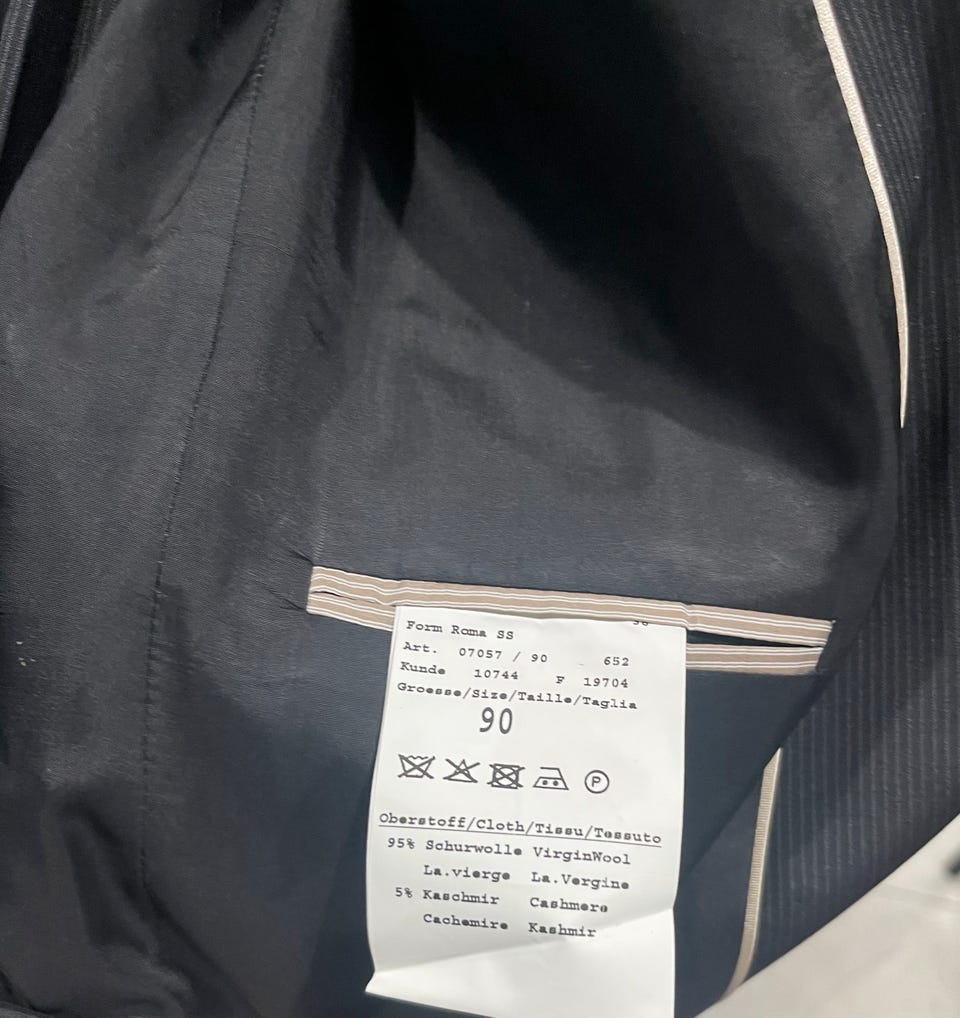 Form Roma SS
Art. 07057 / 90 652
Kunde 10744 F 19704
Groesse/Size/Taille/Taglia
90
P
Oberstoff/Cloth/Tissu/Tessuto
95% Schurwolle VirginWool
La.vierge La.Vergine
5% Kaschmir Cashmere
Cachemire Kashmir